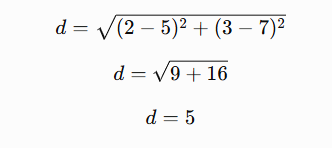 d = √(2 − 5)² + (3 − 7)²
d = √9 + 16
d = 5